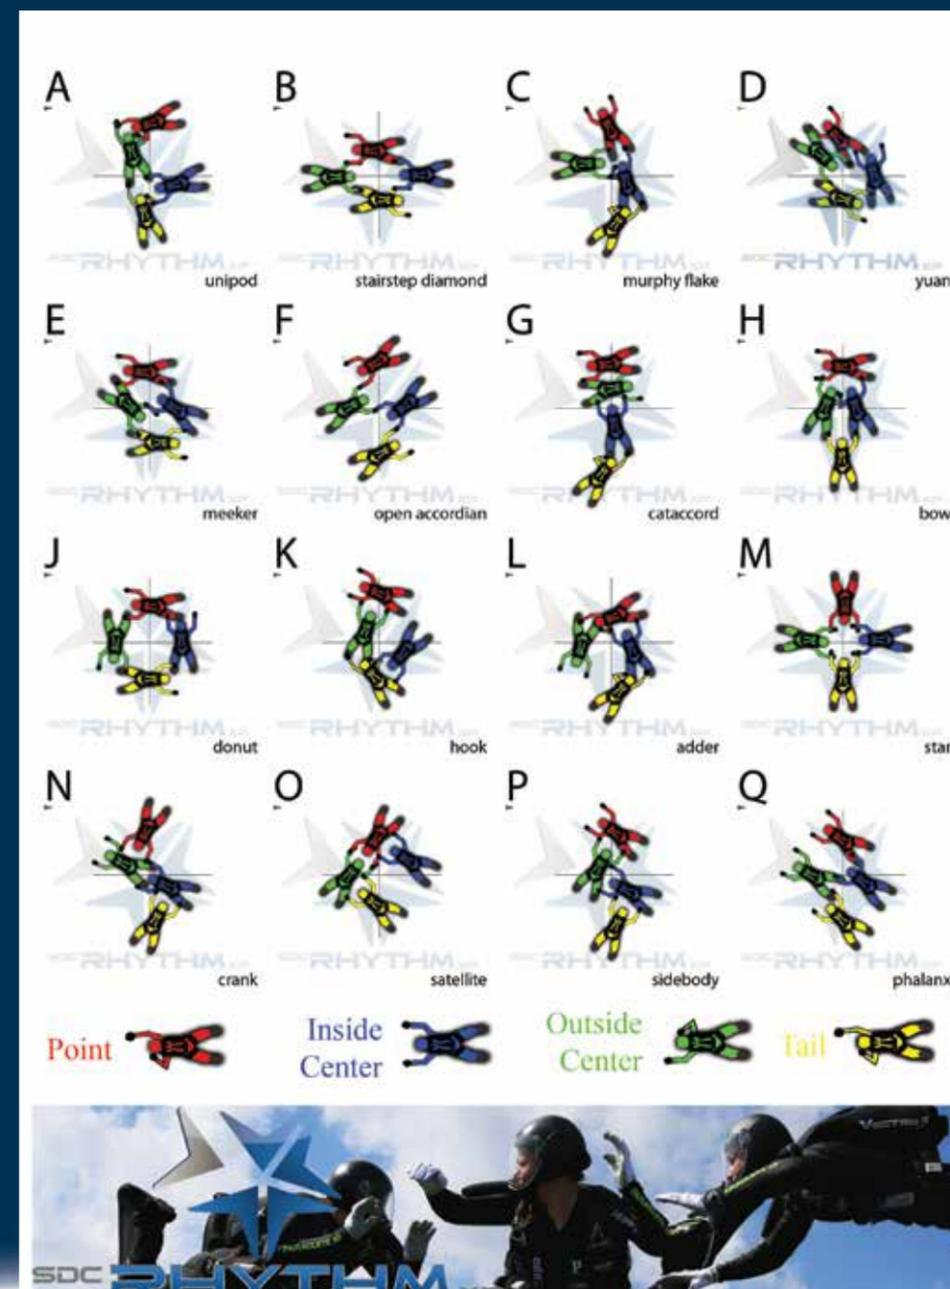 A B C D
unipod stairstep diamond murphy flake yuan
E F G H
meeker open accordian cataccord bow
J K L M
donut hook adder star
N O P Q
crank satellite sidebody phalanx
Point Inside Center Outside Center Tail
SDC RHYTHM